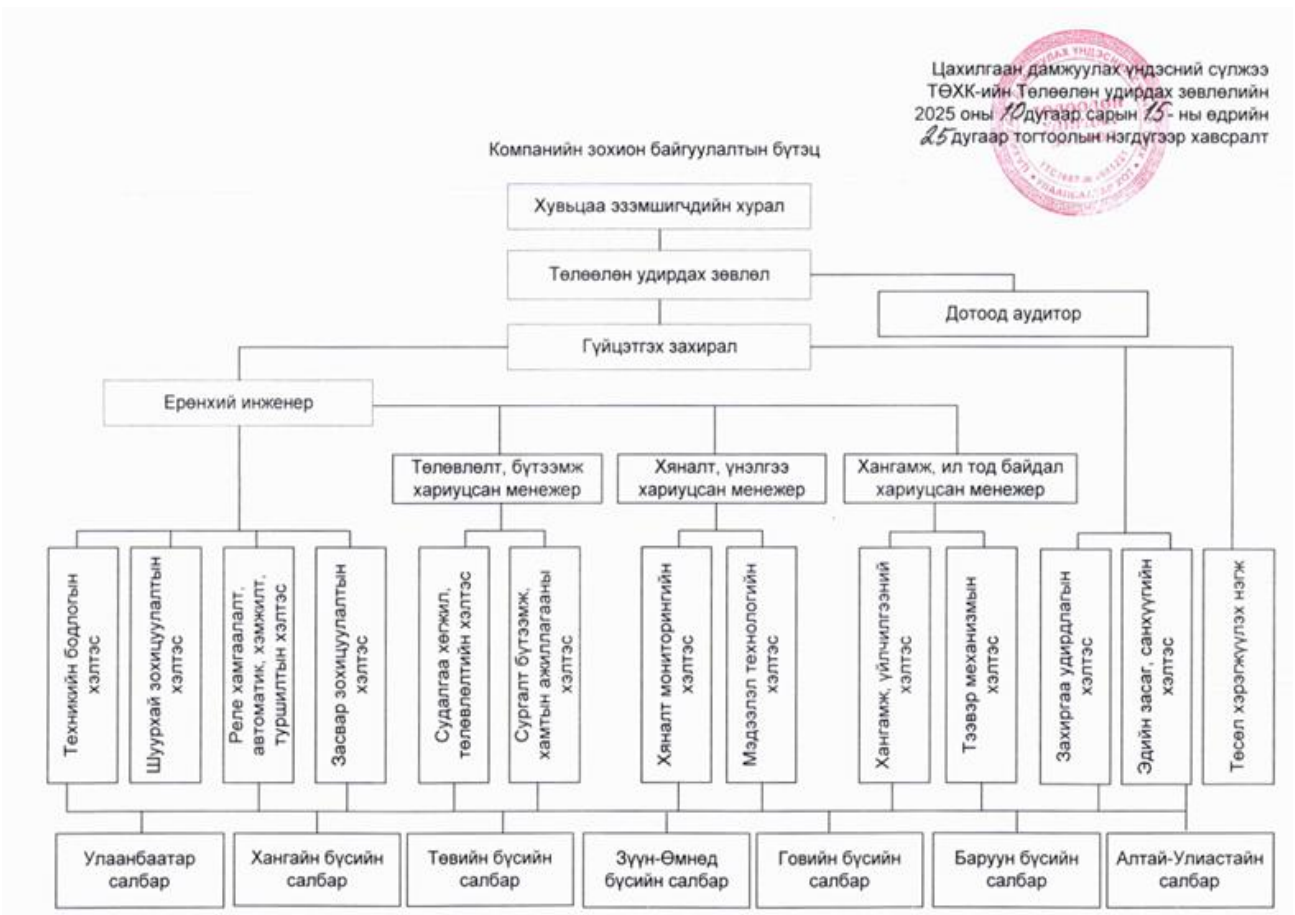 Цахилгаан дамжуулах үндэсний сүлжээ
ТӨХК-ийн Төлөөлөн удирдах зөвлөлийн
2025 оны 10 дугаар сарын 15- ны өдрийн
25 дугаар тогтоолын нэгдүгээр хавсралт
Компанийн зохион байгуулалтын бүтэц
Хувьцаа эзэмшигчдийн хурал
Төлөөлөн удирдах зөвлөл
Дотоод аудитор
Гүйцэтгэх захирал
Ерөнхий инженер
Төлөвлөлт, бүтээмж
хариуцсан менежер
Хяналт, үнэлгээ
хариуцсан менежер
Хангамж, ил тод байдал
хариуцсан менежер
Техникийн бодлогын
хэлтэс
Шуурхай зохицуулалтын
хэлтэс
Реле хамгаалалт,
автоматик, хэмжилт,
туршилтын хэлтэс
Засвар зохицуулалтын
хэлтэс
Судалгаа хөгжил,
төлөвлөлтийн хэлтэс
Сургалт бүтээмж,
хамтын ажиллагааны
хэлтэс
Хяналт мониторингийн
хэлтэс
Мэдээлэл технологийн
хэлтэс
Хангамж, үйлчилгээний
хэлтэс
Тээвэр механизмын
хэлтэс
Захиргаа удирдлагын
хэлтэс
Эдийн засаг, санхүүгийн
хэлтэс
Төсөл хэрэгжүүлэх нэгж
Улаанбаатар
салбар
Хангайн бүсийн
салбар
Төвийн бүсийн
салбар
Зүүн-Өмнөд
бүсийн салбар
Говийн бүсийн
салбар
Баруун бүсийн
салбар
Алтай-Улиастайн
салбар